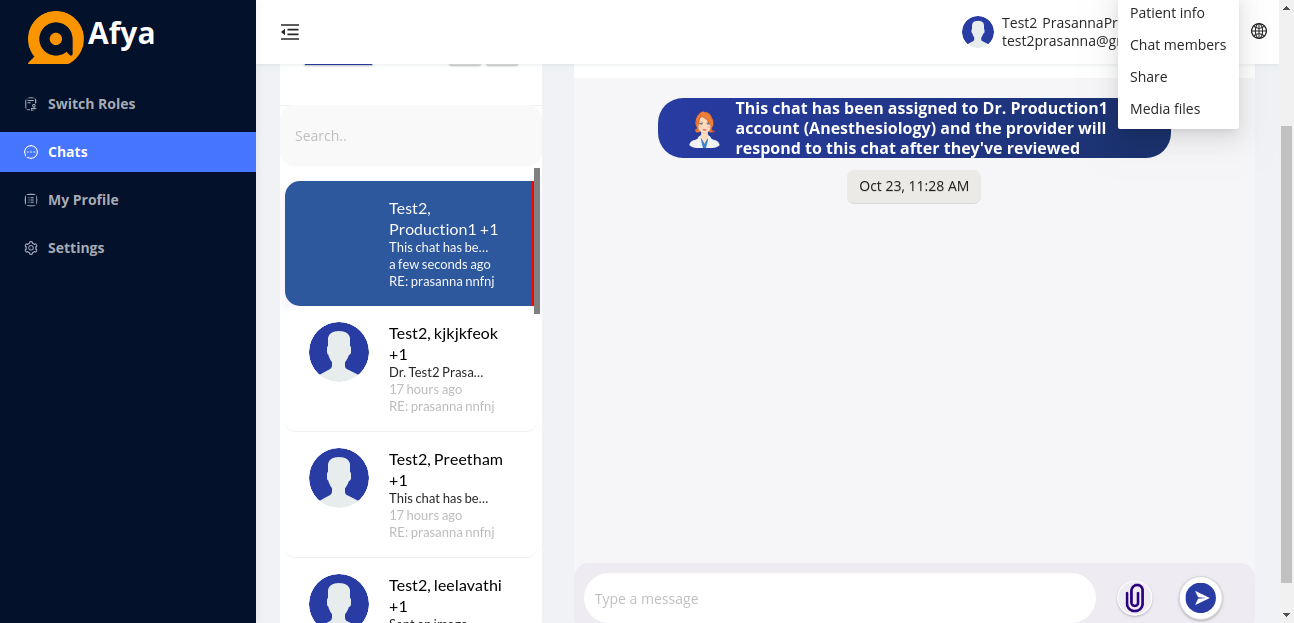 Afya
Switch Roles
Chats
My Profile
Settings
Test2 PrasannaPr
test2prasanna@g
Patient info
Chat members
Share
Media files
Search..
Test2,
Production1 +1
This chat has be...
a few seconds ago
RE: prasanna nnfnj
Test2, kjkjkfeok
+1
Dr. Test2 Prasa...
17 hours ago
RE: prasanna nnfnj
Test2, Preetham
+1
This chat has be...
17 hours ago
RE: prasanna nnfnj
Test2, leelavathi
+1
This chat has been assigned to Dr. Production1
account (Anesthesiology) and the provider will
respond to this chat after they've reviewed
Oct 23, 11:28 AM
Type a message